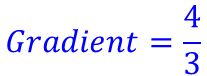 Gradient = 4/3